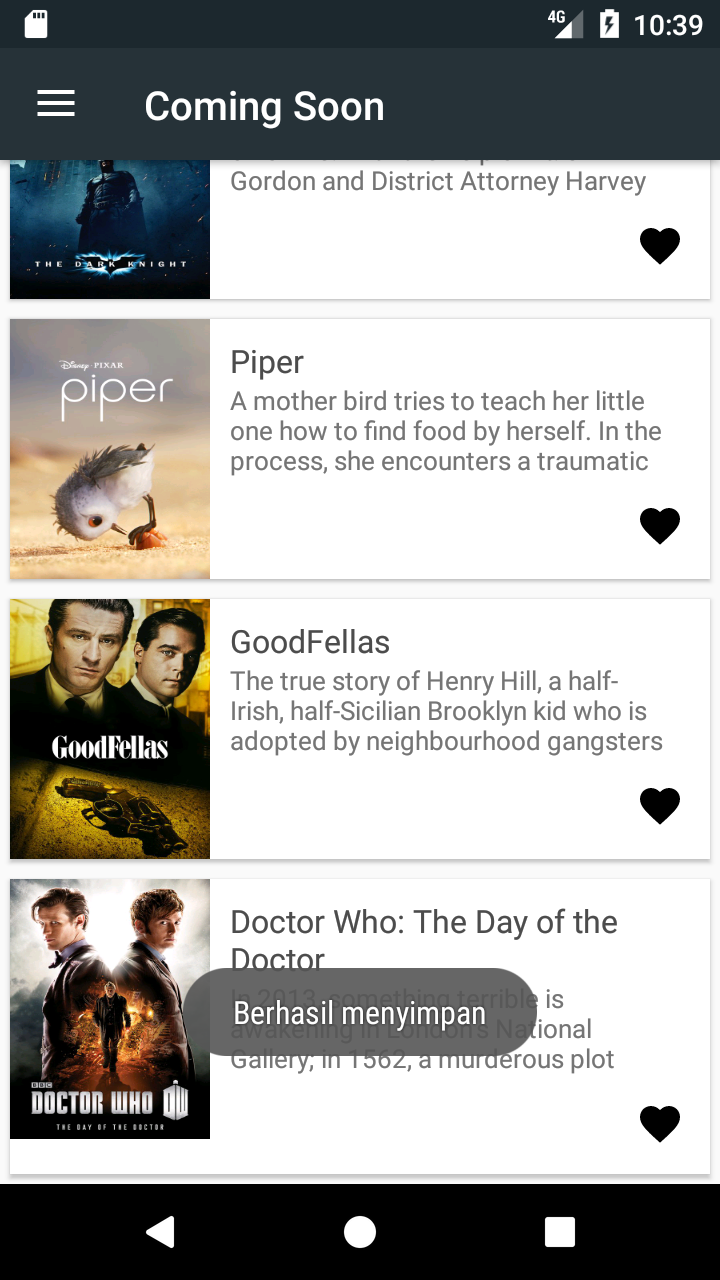 4G 10:39
Coming Soon
Gordon and District Attorney Harvey
THE DARK KNIGHT
Disney · PIXAR
piper
Piper
A mother bird tries to teach her little
one how to find food by herself. In the
process, she encounters a traumatic
GoodFellas
GoodFellas
The true story of Henry Hill, a half-
Irish, half-Sicilian Brooklyn kid who is
adopted by neighbourhood gangsters
BBC
DOCTOR WHO DW
THE DAY OF THE DOCTOR
Doctor Who: The Day of the
Doctor
In 2013, something terrible is
awakening in London's National
Gallery; in 1562, a murderous plot
Berhasil menyimpan